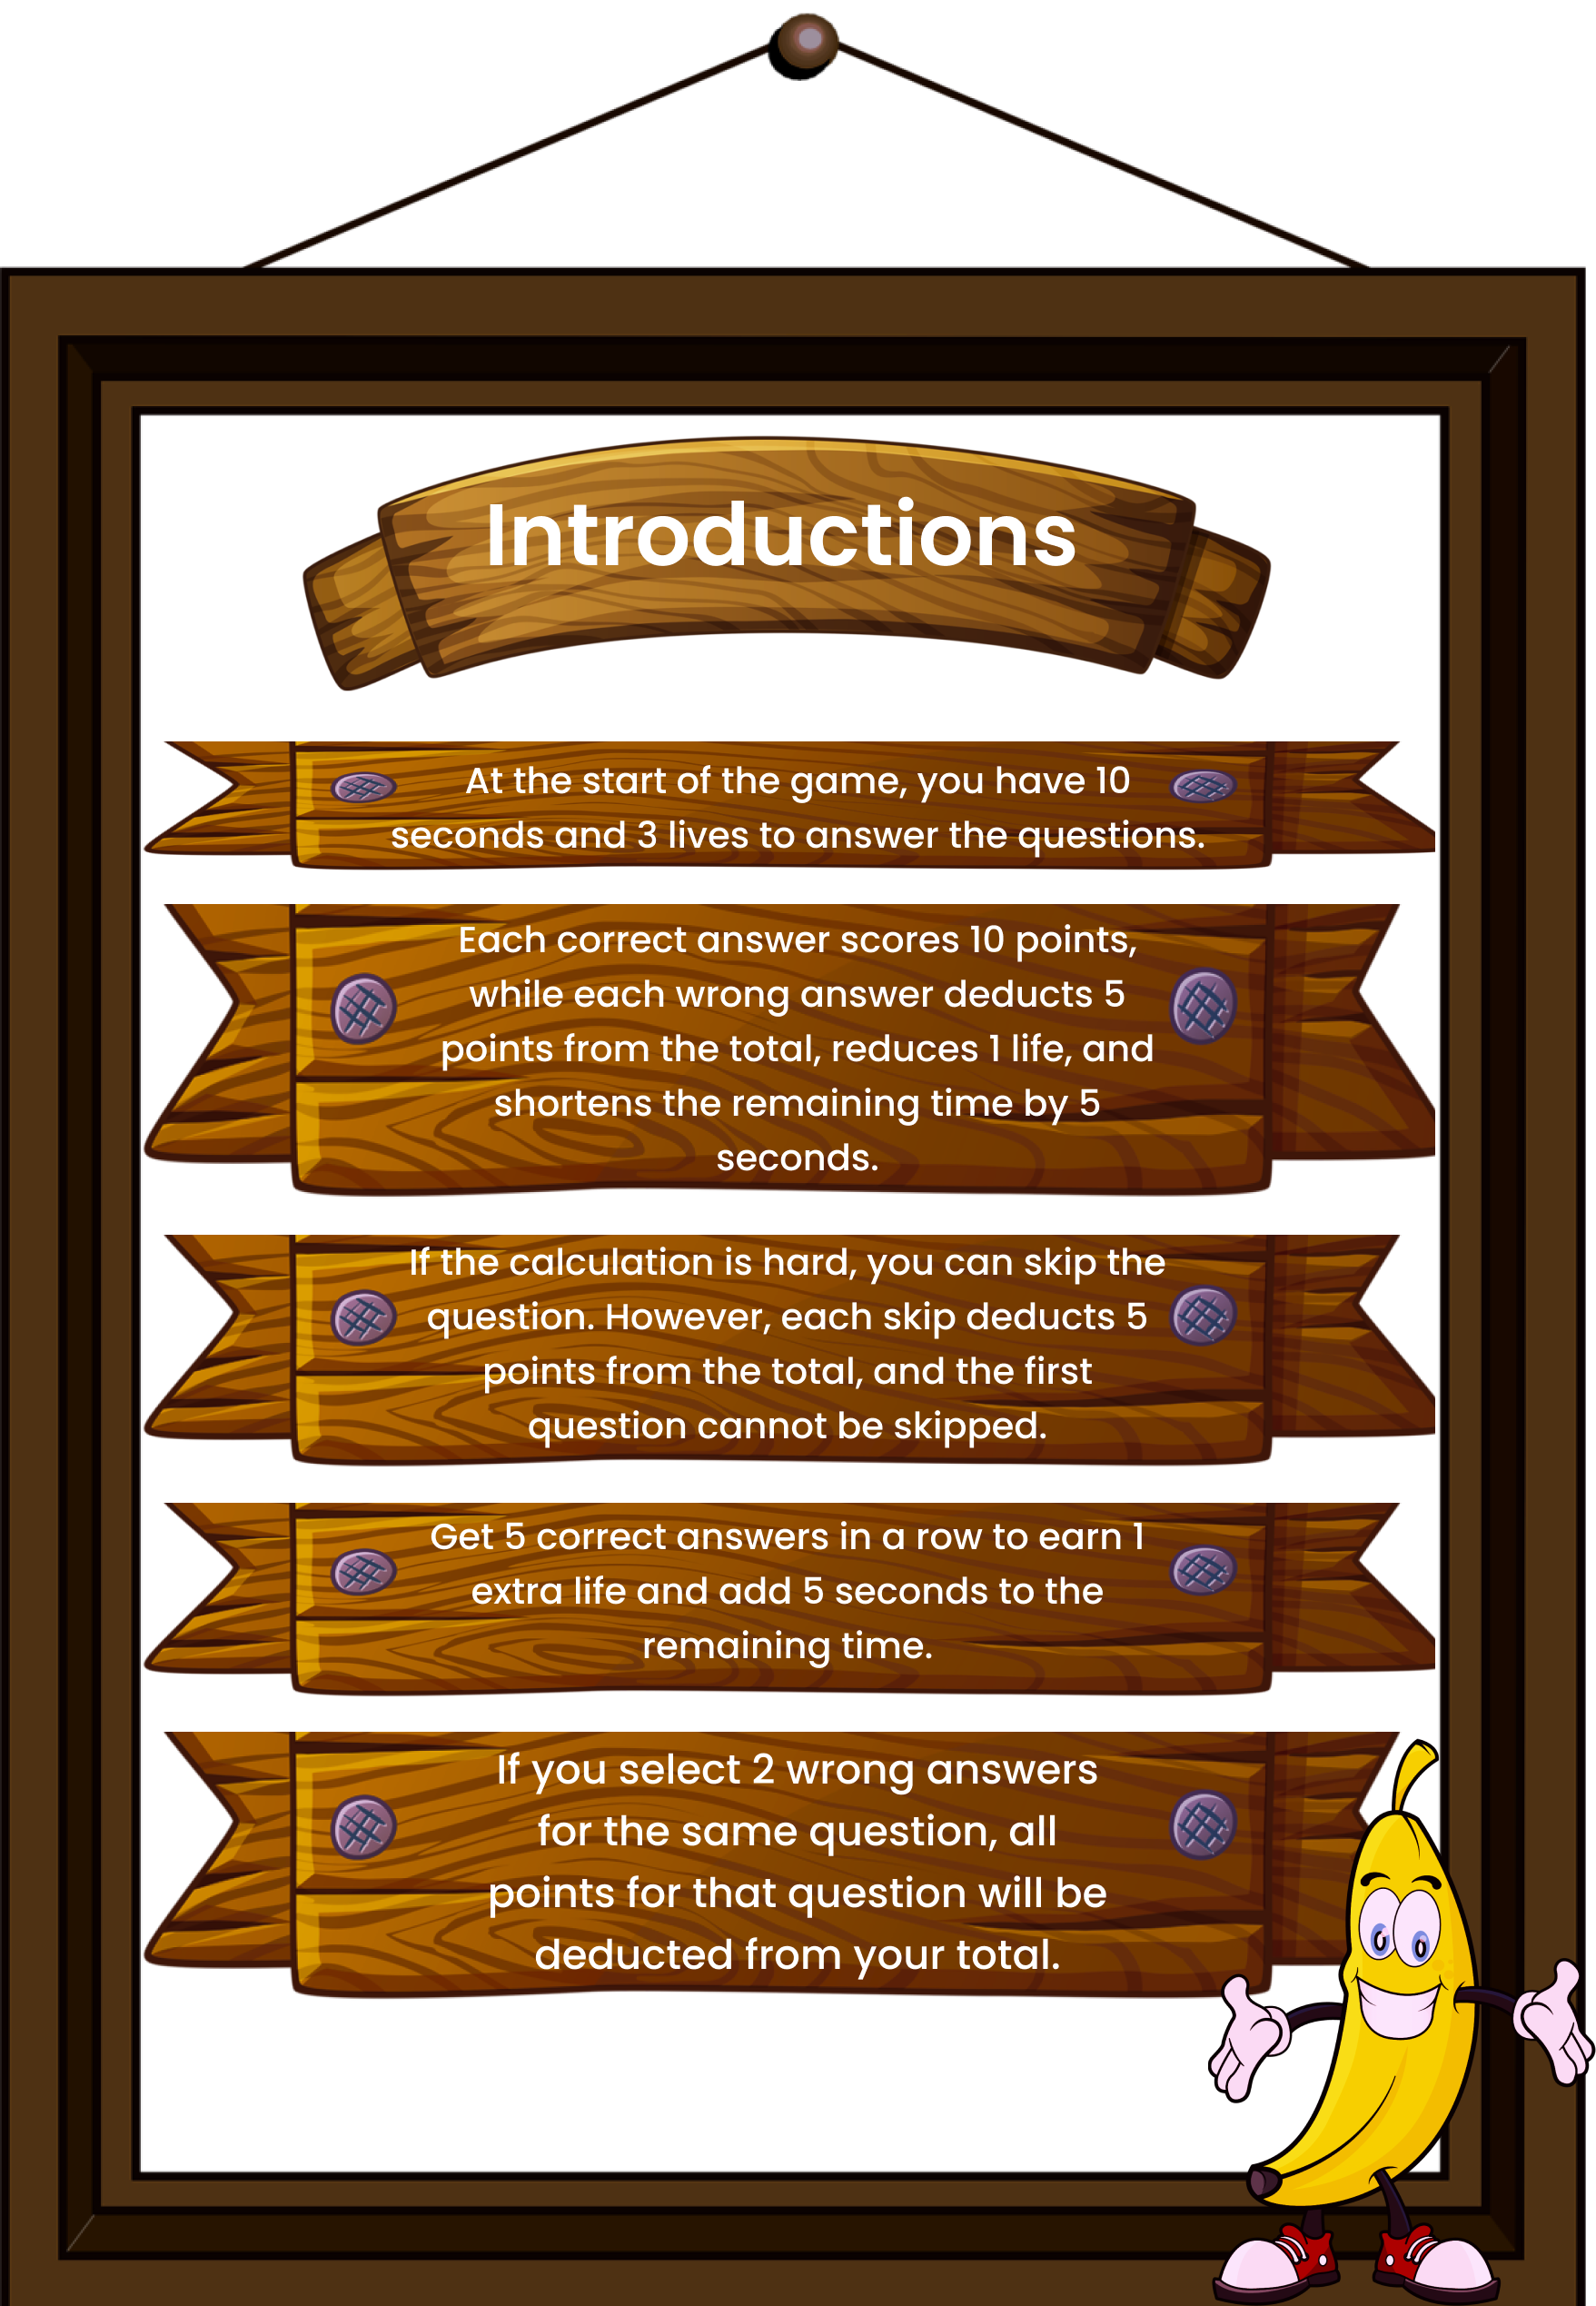 Introductions
At the start of the game, you have 10
seconds and 3 lives to answer the questions.
Each correct answer scores 10 points,
while each wrong answer deducts 5
points from the total, reduces 1 life, and
shortens the remaining time by 5
seconds.
If the calculation is hard, you can skip the
question. However, each skip deducts 5
points from the total, and the first
question cannot be skipped.
Get 5 correct answers in a row to earn 1
extra life and add 5 seconds to the
remaining time.
If you select 2 wrong answers
for the same question, all
points for that question will be
deducted from your total.